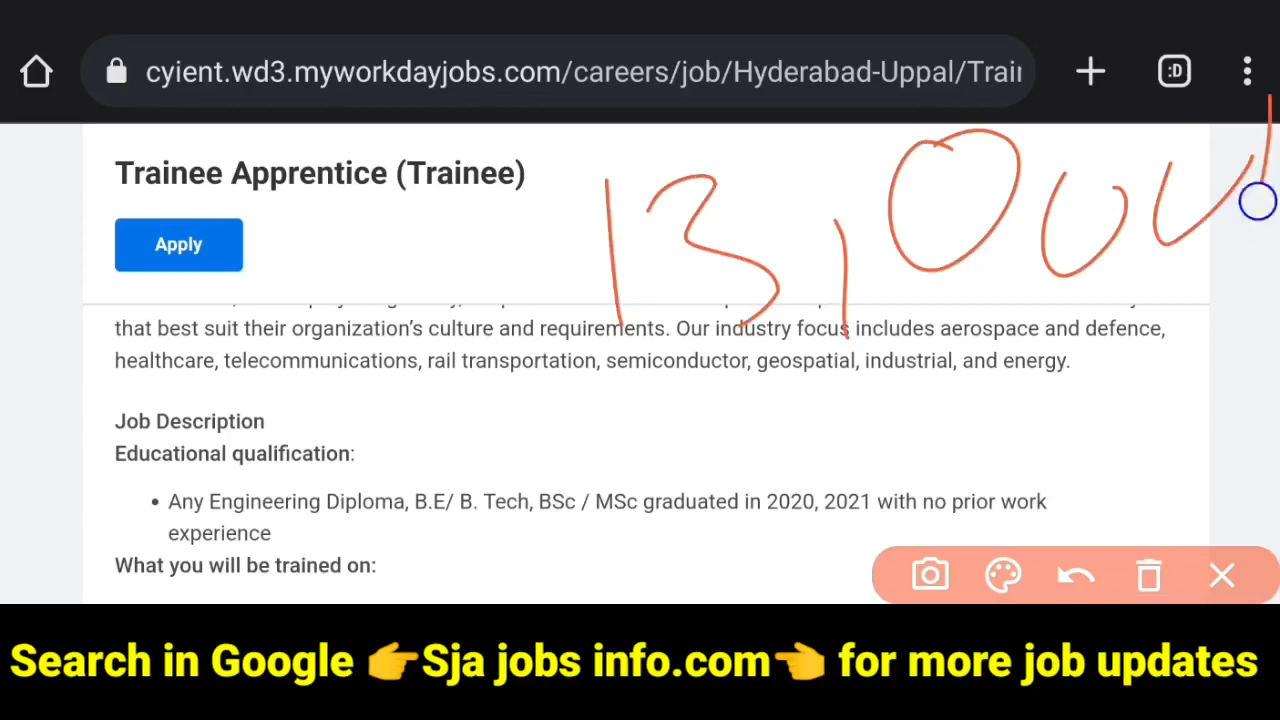 cyient.wd3.myworkdayjobs.com/careers/job/Hyderabad-Uppal/Train
:D
Trainee Apprentice (Trainee)
13,000/
Apply
that best suit their organization’s culture and requirements. Our industry focus includes aerospace and defence,
healthcare, telecommunications, rail transportation, semiconductor, geospatial, industrial, and energy.
Job Description
Educational qualification:
• Any Engineering Diploma, B.E/ B. Tech, BSc / MSc graduated in 2020, 2021 with no prior work
experience
What you will be trained on:
Search in Google 👉Sja jobs info.com👈 for more job updates